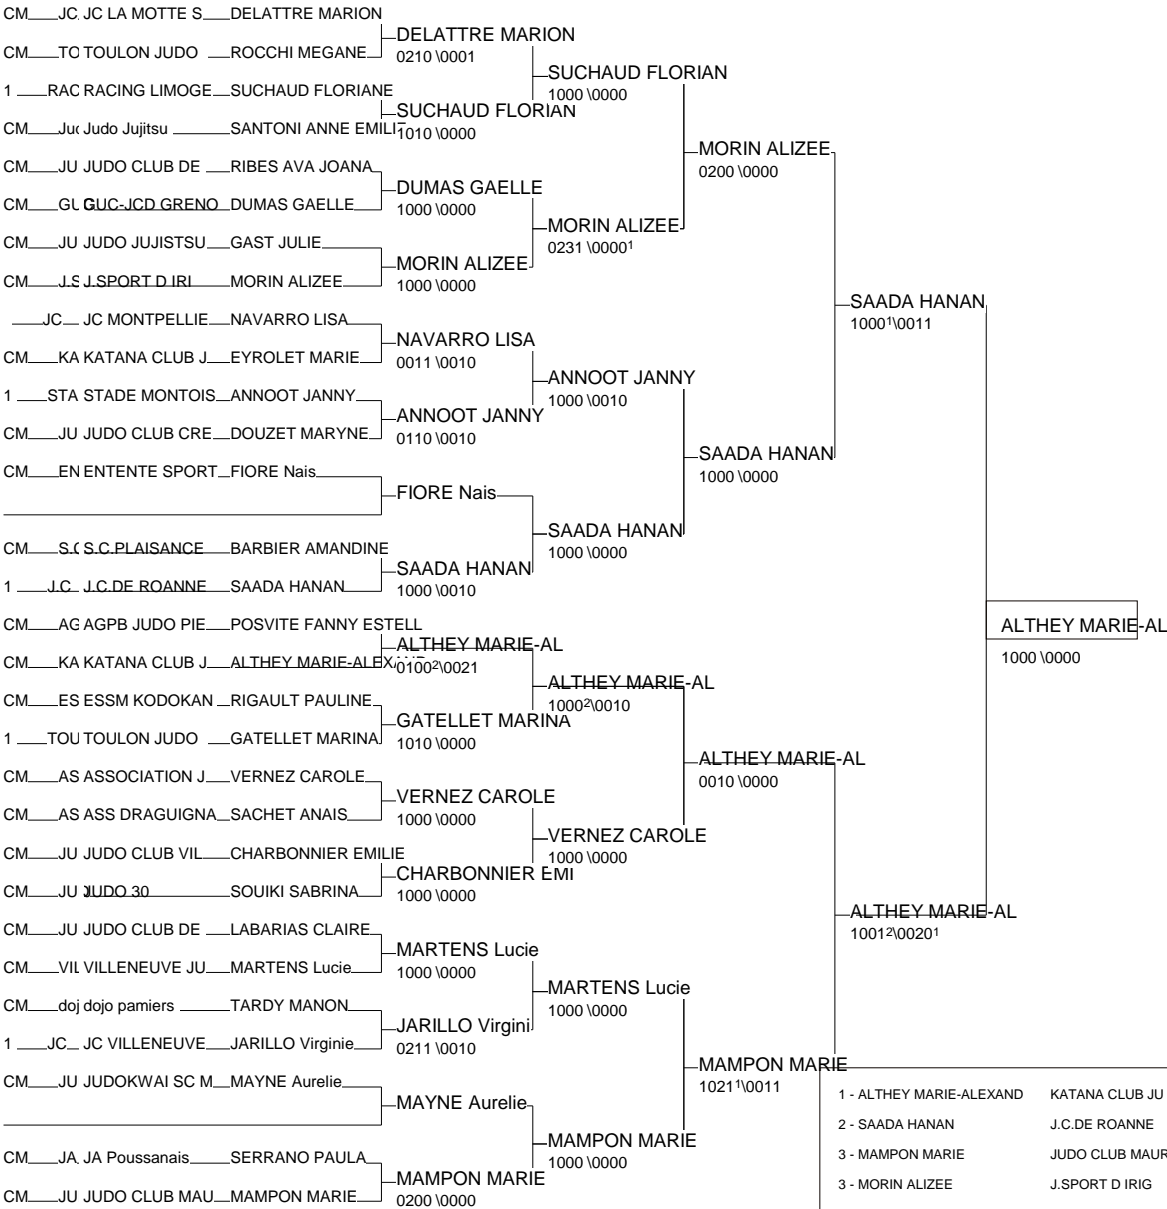 CM JC JC LA MOTTE S DELATTRE MARION
DELATTRE MARION
CM TO TOULON JUDO ROCCHI MEGANE
0210 \0001
SUCHAUD FLORIAN
1 RAC RACING LIMOGE SUCHAUD FLORIANE
1000 \0000
SUCHAUD FLORIAN
CM Judo Jujitsu SANTONI ANNE EMILI
1010 \0000
MORIN ALIZEE
CM JU JUDO CLUB DE RIBES AVA JOANA
0200 \0000
DUMAS GAELLE
CM GUC-JCD GRENO DUMAS GAELLE
1000 \0000
MORIN ALIZEE
CM JU JUDO JUJISTSU GAST JULIE
0231 \0000¹
MORIN ALIZEE
CM J.S J.SPORT D IRI MORIN ALIZEE
1000 \0000
SAADA HANAN
JC JC MONTPELLIE NAVARRO LISA
1000¹\0011
NAVARRO LISA
CM KA KATANA CLUB J EYROLET MARIE
0011 \0010
ANNOOT JANNY
1 STA STADE MONTOIS ANNOOT JANNY
1000 \0010
ANNOOT JANNY
CM JU JUDO CLUB CRE DOUZET MARYNE
0110 \0010
SAADA HANAN
CM EN ENTENTE SPORT FIORE Nais
1000 \0000
FIORE Nais
SAADA HANAN
CM S.C.PLAISANCE BARBIER AMANDINE
1000 \0000
SAADA HANAN
1 J.C J.C.DE ROANNE SAADA HANAN
1000 \0010
CM AG AGPB JUDO PIE POSVITE FANNY ESTELL
ALTHEY MARIE-AL
1000 \0000
ALTHEY MARIE-AL
CM KA KATANA CLUB J ALTHEY MARIE-ALEXAND
0100²\0021
ALTHEY MARIE-AL
CM ES ESSM KODOKAN RIGAULT PAULINE
1000²\0010
GATELLET MARINA
1 TOU TOULON JUDO GATELLET MARINA
1010 \0000
ALTHEY MARIE-AL
CM AS ASSOCIATION J VERNEZ CAROLE
0010 \0000
VERNEZ CAROLE
CM AS ASS DRAGUIGNA SACHET ANAIS
1000 \0000
VERNEZ CAROLE
CM JU JUDO CLUB VIL CHARBONNIER EMILIE
1000 \0000
CHARBONNIER EMI
CM JU JUDO 30 SOUIKI SABRINA
1000 \0000
ALTHEY MARIE-AL
CM JU JUDO CLUB DE LABARIAS CLAIRE
1001²\0020¹
MARTENS Lucie
CM VIL VILLENEUVE JU MARTENS Lucie
1000 \0000
MARTENS Lucie
CM doj dojo pamiers TARDY MANON
1000 \0000
JARILLO Virgini
1 JC JC VILLENEUVE JARILLO Virginie
0211 \0010
MAMPON MARIE
CM JU JUDOKWAI SC M MAYNE Aurelie
1021¹\0011
MAYNE Aurelie
MAMPON MARIE
CM JA JA Poussanais SERRANO PAULA
1000 \0000
MAMPON MARIE
CM JU JUDO CLUB MAU MAMPON MARIE
0200 \0000
1 - ALTHEY MARIE-ALEXAND KATANA CLUB JU
2 - SAADA HANAN J.C.DE ROANNE
3 - MAMPON MARIE JUDO CLUB MAUR
3 - MORIN ALIZEE J.SPORT D IRIG